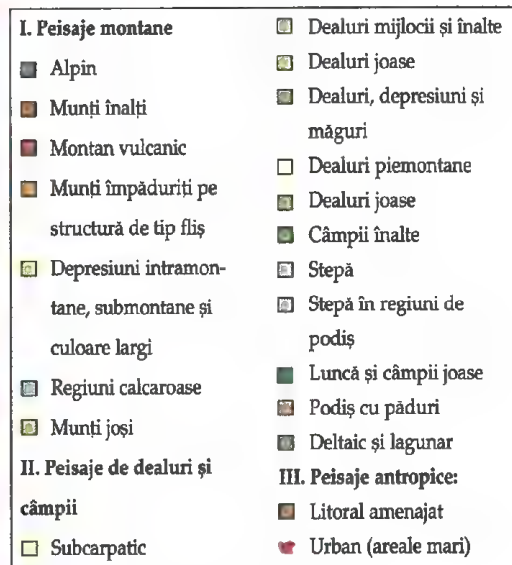 I. Peisaje montane
Alpin
Munți înalți
Montan vulcanic
Munți împăduriți pe
structură de tip fliș
Depresiuni intramon-
tane, submontane și
culoare largi
Regiuni calcaroase
Munți joși
II. Peisaje de dealuri și
câmpii
Subcarpatic
Dealuri mijlocii și înalte
Dealuri joase
Dealuri, depresiuni și
măguri
Dealuri piemontane
Dealuri joase
Câmpii înalte
Stepă
Stepă în regiuni de
podiș
Luncă și câmpii joase
Podiș cu păduri
Deltaic și lagunar
III. Peisaje antropice:
Litoral amenajat
Urban (areale mari)